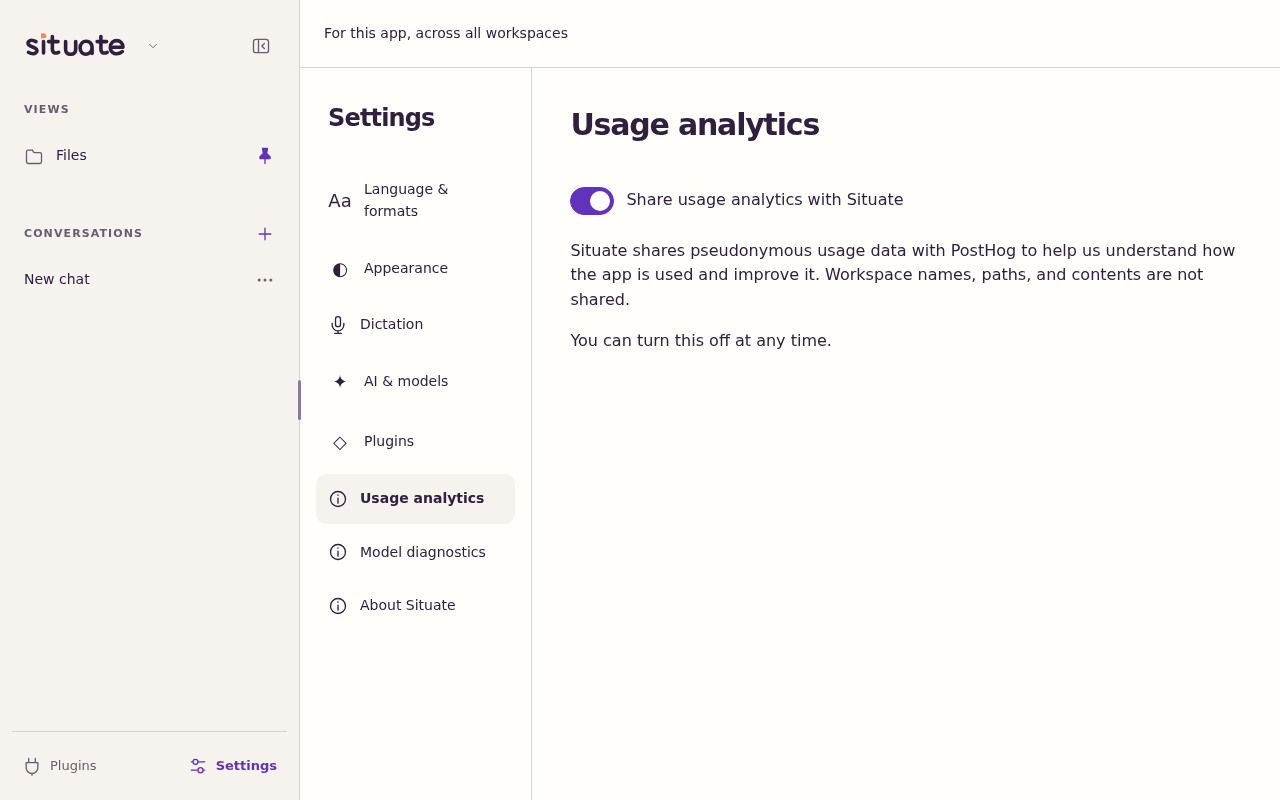 situate
For this app, across all workspaces
VIEWS
Files
CONVERSATIONS
New chat
Plugins
Settings
Settings
Aa Language &
formats
Appearance
Dictation
AI & models
Plugins
Usage analytics
Model diagnostics
About Situate
Usage analytics
Share usage analytics with Situate
Situate shares pseudonymous usage data with PostHog to help us understand how
the app is used and improve it. Workspace names, paths, and contents are not
shared.
You can turn this off at any time.